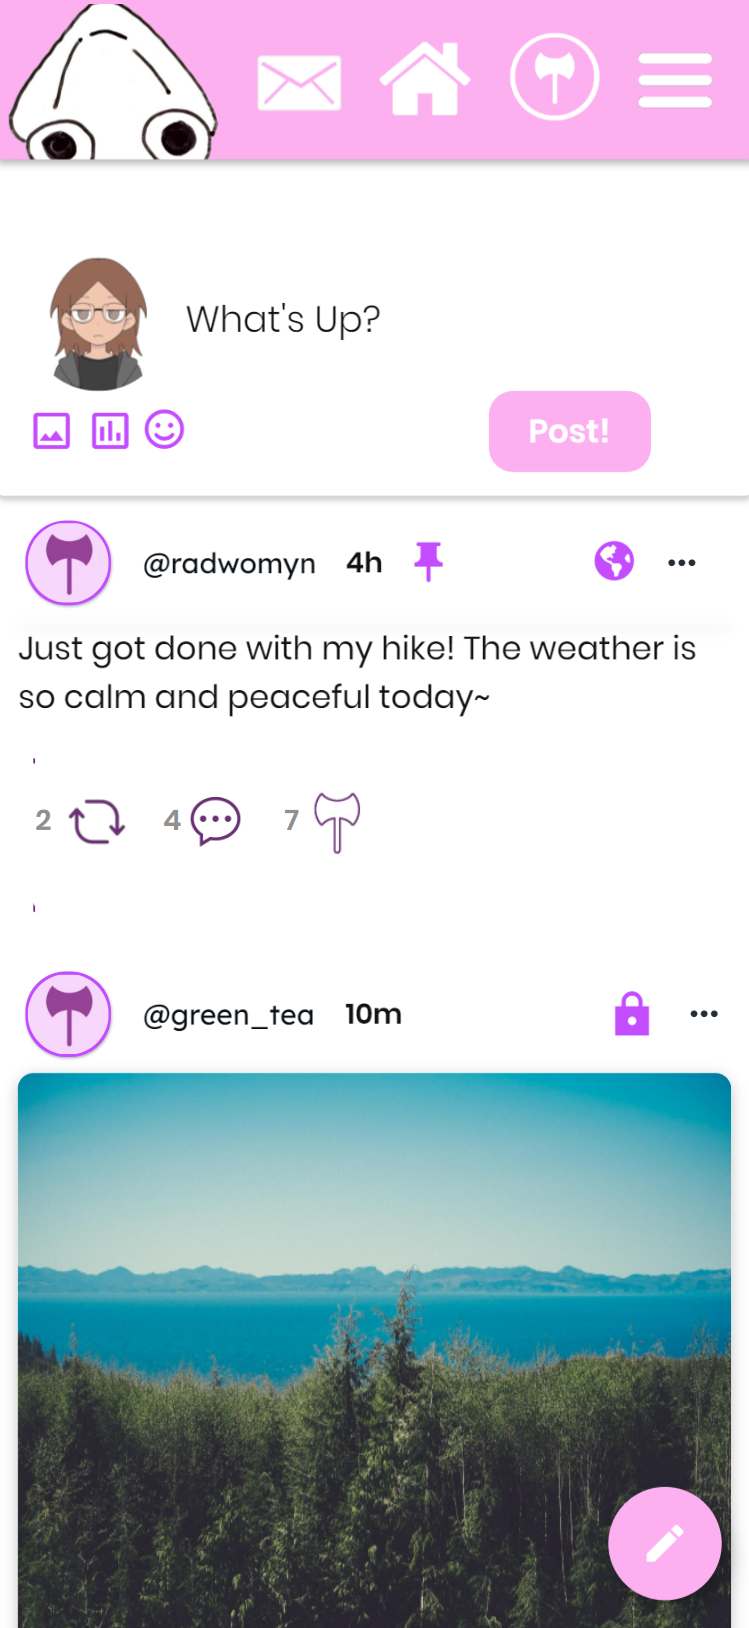 What's Up?
Post!
@radwomyn 4h
Just got done with my hike! The weather is
so calm and peaceful today~
2 4 7
@green_tea 10m